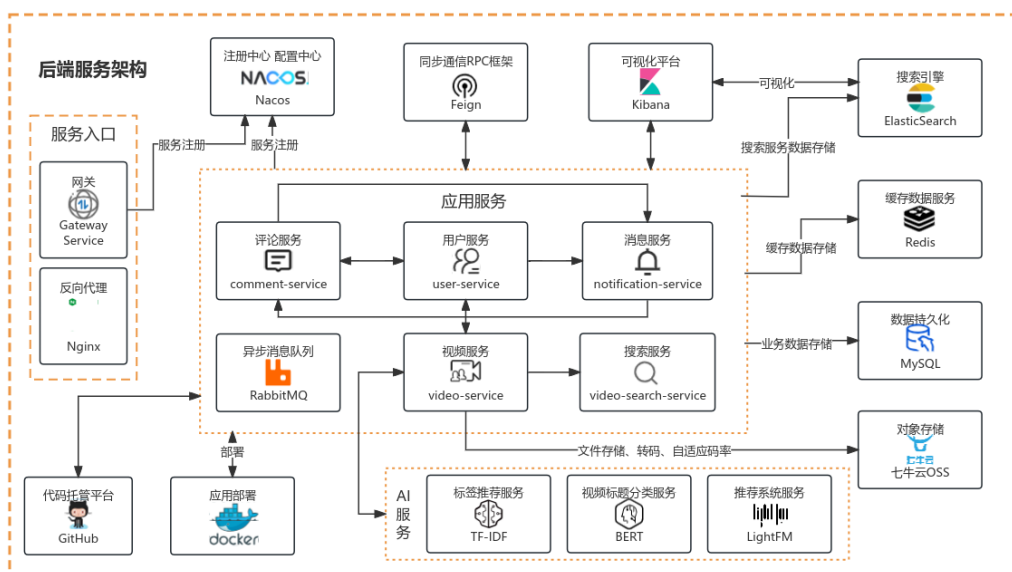 后端服务架构
注册中心 配置中心
NACOS
Nacos
同步通信RPC框架
Feign
可视化平台
Kibana
可视化
搜索引擎
ElasticSearch
服务入口
服务注册
服务注册
搜索服务数据存储
网关
Gateway
Service
应用服务
缓存数据服务
Redis
缓存数据存储
评论服务
comment-service
用户服务
user-service
消息服务
notification-service
反向代理
Nginx
异步消息队列
RabbitMQ
视频服务
video-service
搜索服务
video-search-service
业务数据存储
数据持久化
MySQL
部署
文件存储、转码、自适应码率
对象存储
七牛云
七牛云OSS
代码托管平台
GitHub
应用部署
docker
AI
服
务
标签推荐服务
TF-IDF
视频标题分类服务
BERT
推荐系统服务
LightFM
LightFM